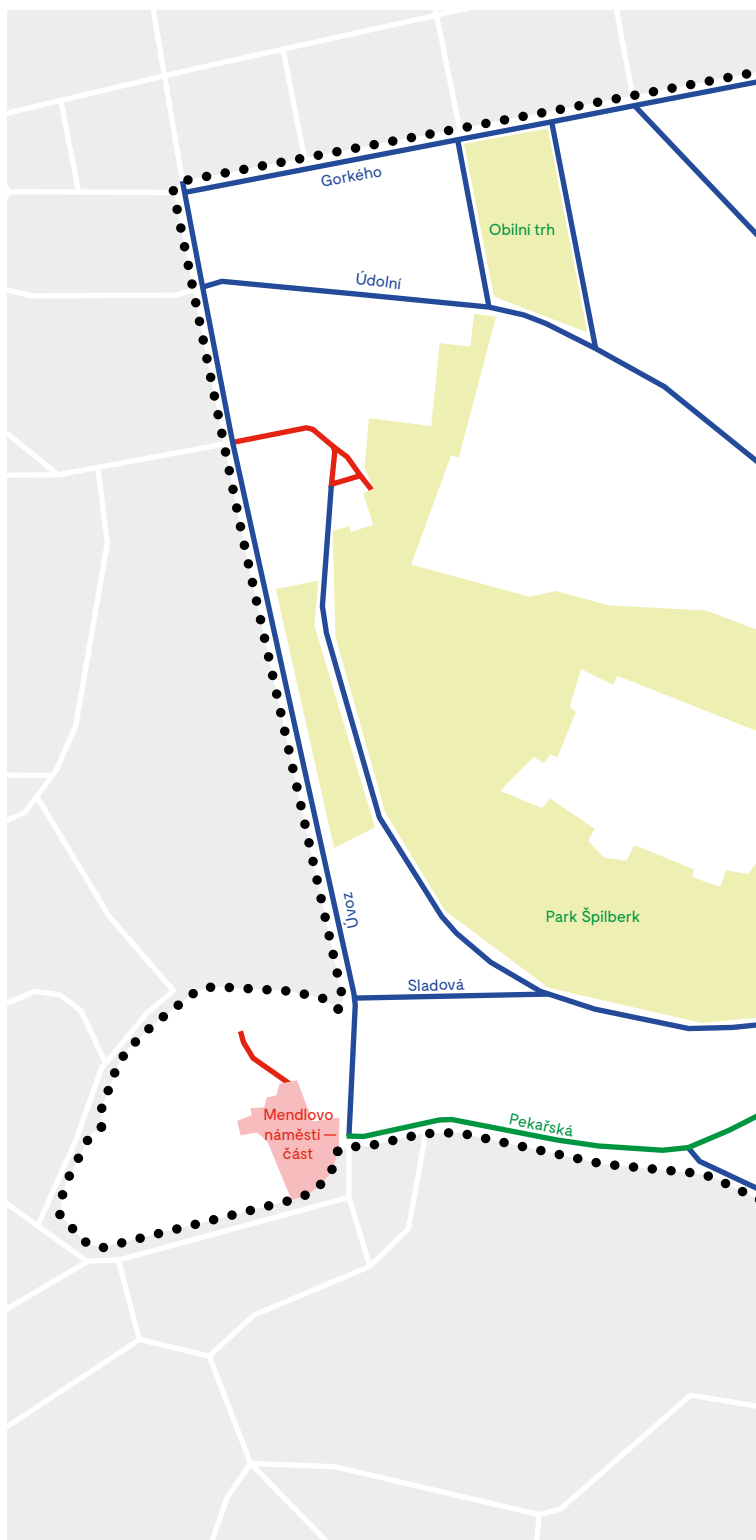 Gorkého
Obilní trh
Údolní
Úvoz
Park Špilberk
Sladová
Pekařská
Mendlovo
náměstí —
část